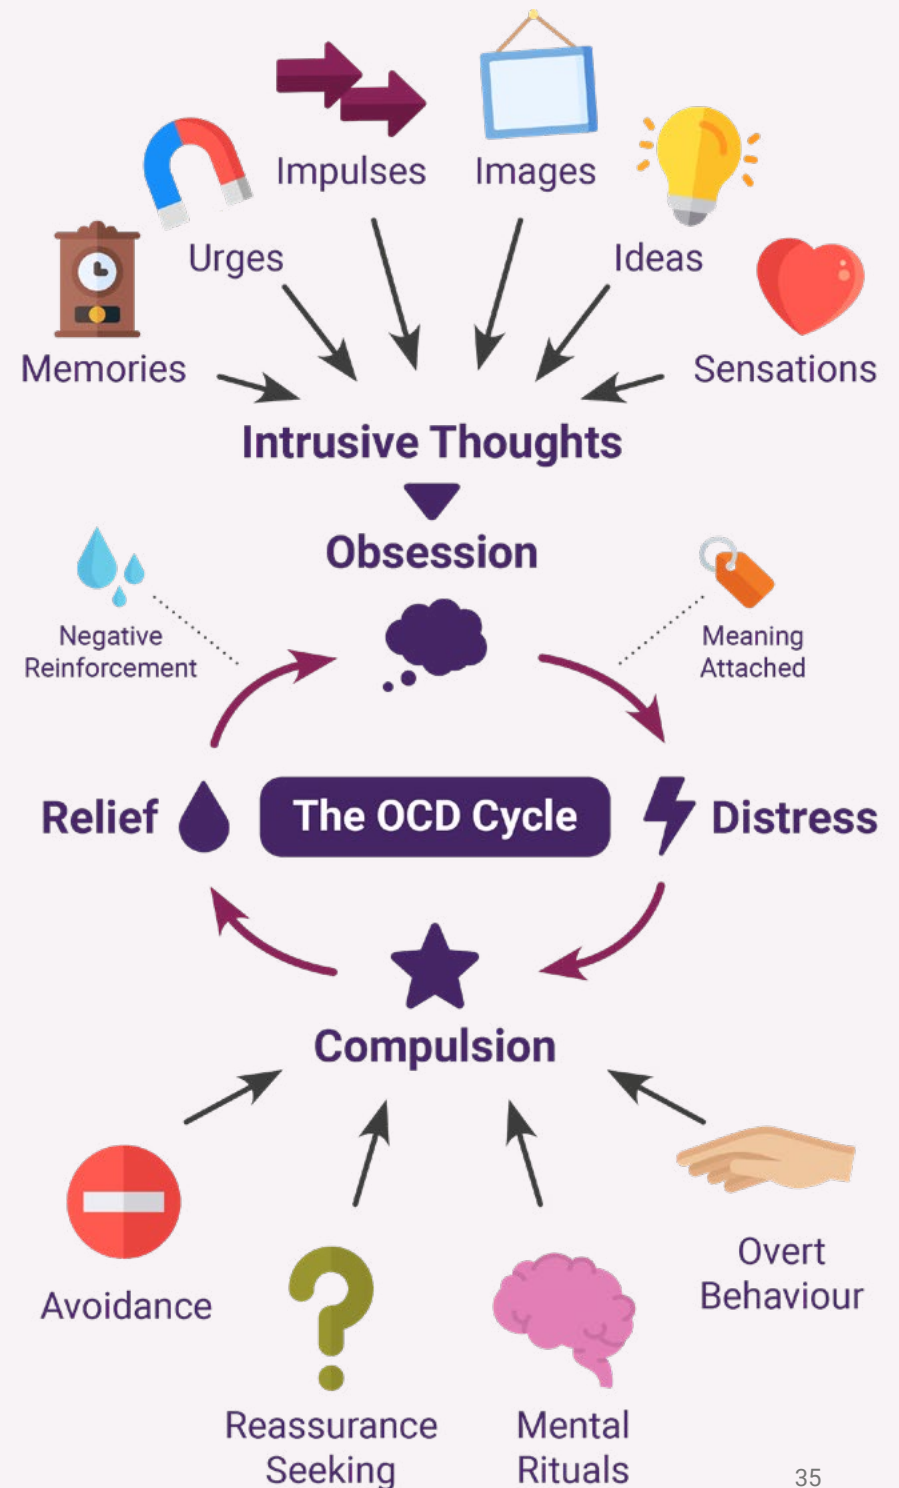 Impulses
Images
Urges
Ideas
Memories
Sensations
Intrusive Thoughts
Obsession
Negative
Reinforcement
Meaning
Attached
Relief
The OCD Cycle
Distress
Compulsion
Avoidance
Overt
Behaviour
Reassurance
Seeking
Mental
Rituals
35